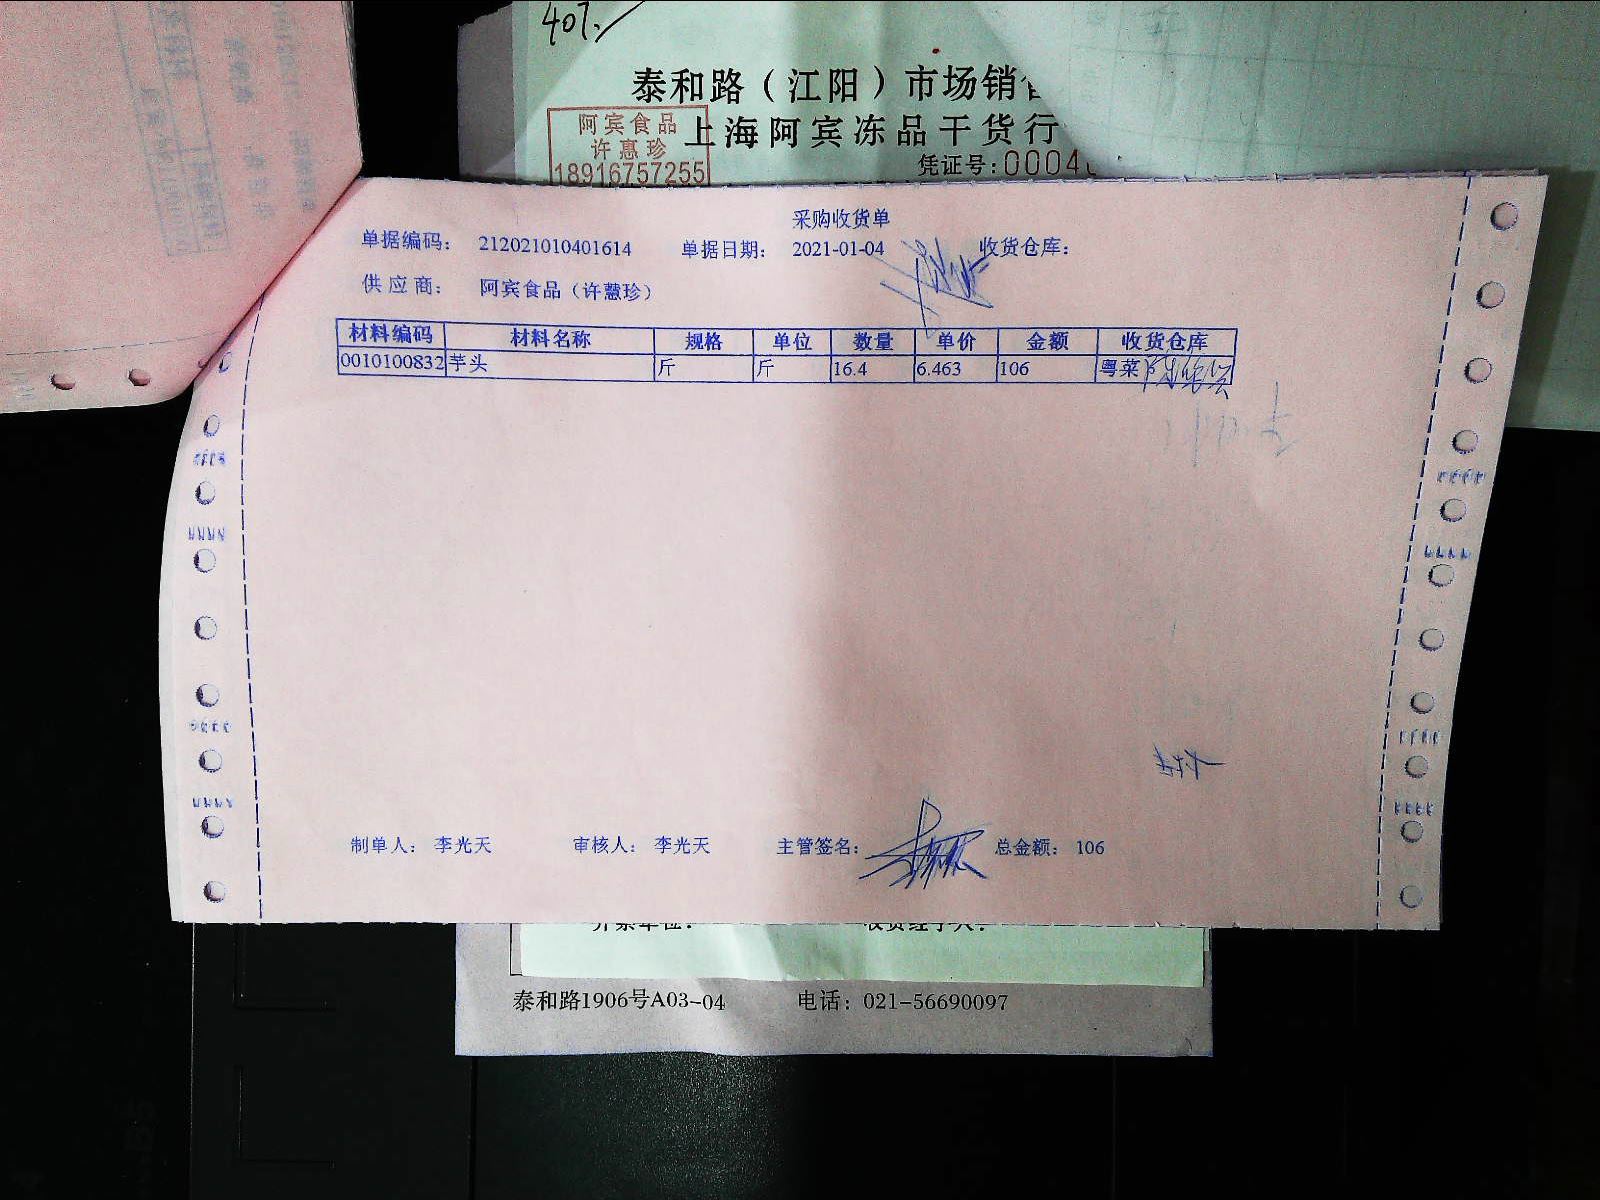 40%
泰和路（江阳）市场销售
上海阿宾冻品干货行
阿宾食品
许惠珍
18916757255
凭证号:0004
采购收货单
单据编码： 212021010401614 单据日期： 2021-01-04 收货仓库：
供应商： 阿宾食品（许慧珍）
材料编码 材料名称 规格 单位 数量 单价 金额 收货仓库
0010100832 芋头 斤 斤 16.4 6.463 106 粤菜
制单人： 李光天 审核人： 李光天 主管签名： 总金额： 106
泰和路1906号A03-04 电话：021-56690097